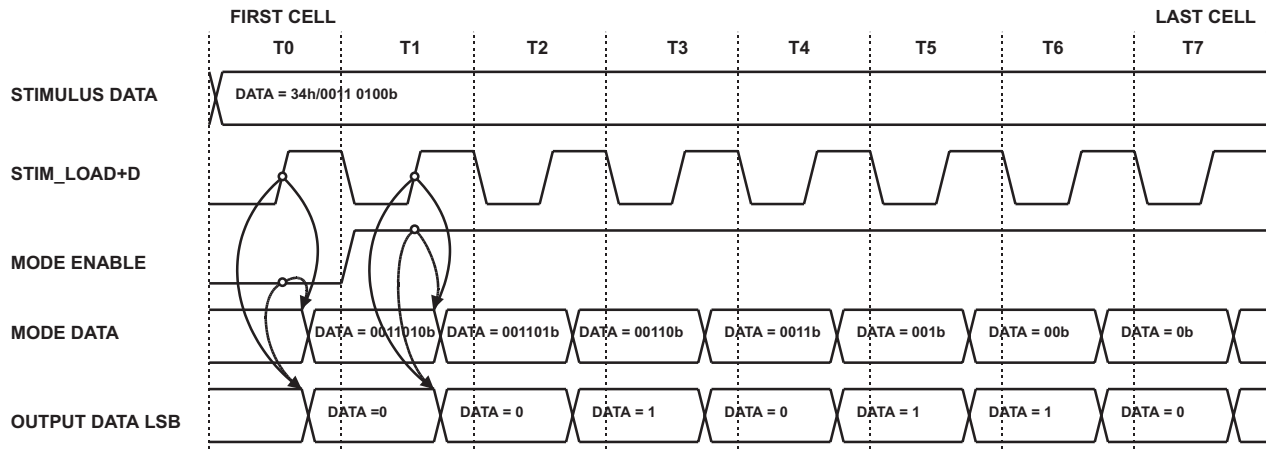 FIRST CELL LAST CELL
T0 T1 T2 T3 T4 T5 T6 T7
STIMULUS DATA DATA = 34h/0011 0100b
STIM_LOAD+D
MODE ENABLE
MODE DATA DATA = 0011010b DATA = 001101b DATA = 00110b DATA = 0011b DATA = 001b DATA = 00b DATA = 0b
OUTPUT DATA LSB DATA =0 DATA = 0 DATA = 1 DATA = 0 DATA = 1 DATA = 1 DATA = 0